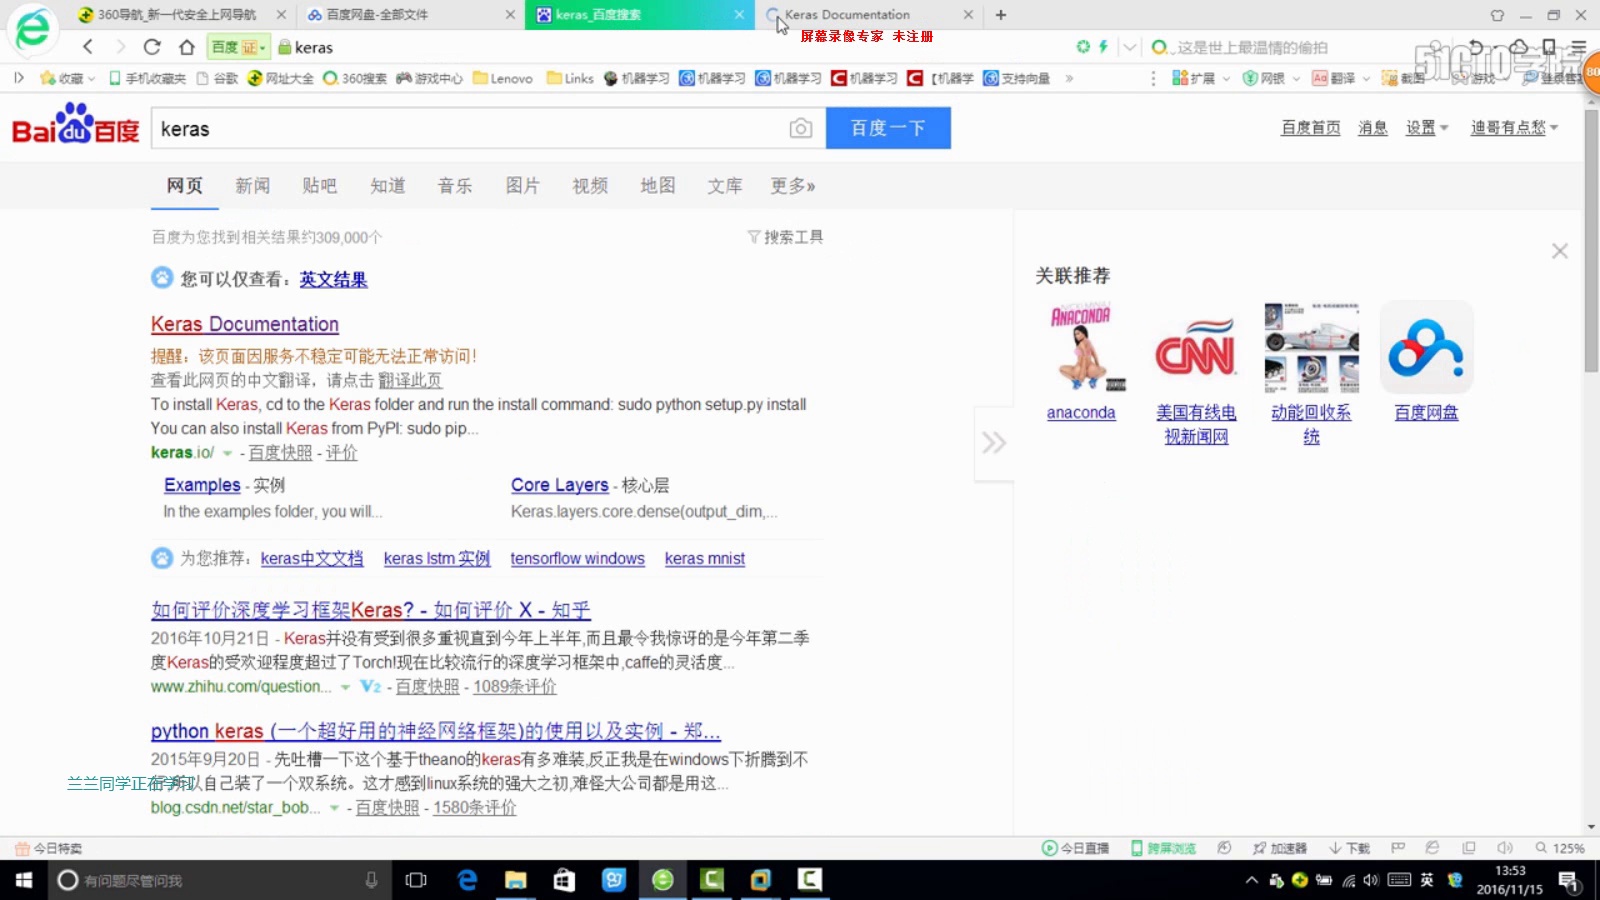 360导航_新一代安全上网导航
百度网盘-全部文件
keras_百度搜索
Keras Documentation
屏幕录像专家 未注册
百度 证
keras
这是世上最温情的偷拍
51CTO学院
收藏
手机收藏夹
谷歌
网址大全
360搜索
游戏中心
Lenovo
Links
机器学习
机器学习
机器学习
机器学习
【机器学
支持向量
»
扩展
网银
Aa 翻译
截图
游戏
登录管
80
Bai du 百度
keras
百度一下
百度首页
消息
设置
迪哥有点愁
网页
新闻
贴吧
知道
音乐
图片
视频
地图
文库
更多»
百度为您找到相关结果约309,000个
搜索工具
您可以仅查看：英文结果
Keras Documentation
提醒：该页面因服务不稳定可能无法正常访问！
查看此网页的中文翻译，请点击 翻译此页
To install Keras, cd to the Keras folder and run the install command: sudo python setup.py install
You can also install Keras from PyPI: sudo pip...
keras.io/ - 百度快照 - 评价
Examples - 实例
Core Layers - 核心层
In the examples folder, you will...
Keras.layers.core.dense(output_dim,...
为您推荐：
keras中文文档
keras lstm 实例
tensorflow windows
keras mnist
如何评价深度学习框架Keras? - 如何评价 X - 知乎
2016年10月21日 - Keras并没有受到很多重视直到今年上半年,而且最令我惊讶的是今年第二季
度Keras的受欢迎程度超过了Torch!现在比较流行的深度学习框架中,caffe的灵活度...
www.zhihu.com/question... V2 - 百度快照 - 1089条评价
python keras (一个超好用的神经网络框架)的使用以及实例 - 郑...
2015年9月20日 - 先吐槽一下这个基于theano的keras有多难装,反正我是在windows下折腾到不
所以自己装了一个双系统。这才感到linux系统的强大之初,难怪大公司都是用这...
兰兰同学正在学习
blog.csdn.net/star_bob... - 百度快照 - 1580条评价
关联推荐
ANACONDA
CNN
anaconda
美国有线电
视新闻网
动能回收系
统
百度网盘
今日特卖
今日直播
跨屏浏览
加速器
下载
125%
有问题尽管问我
英
13:53
2016/11/15
1